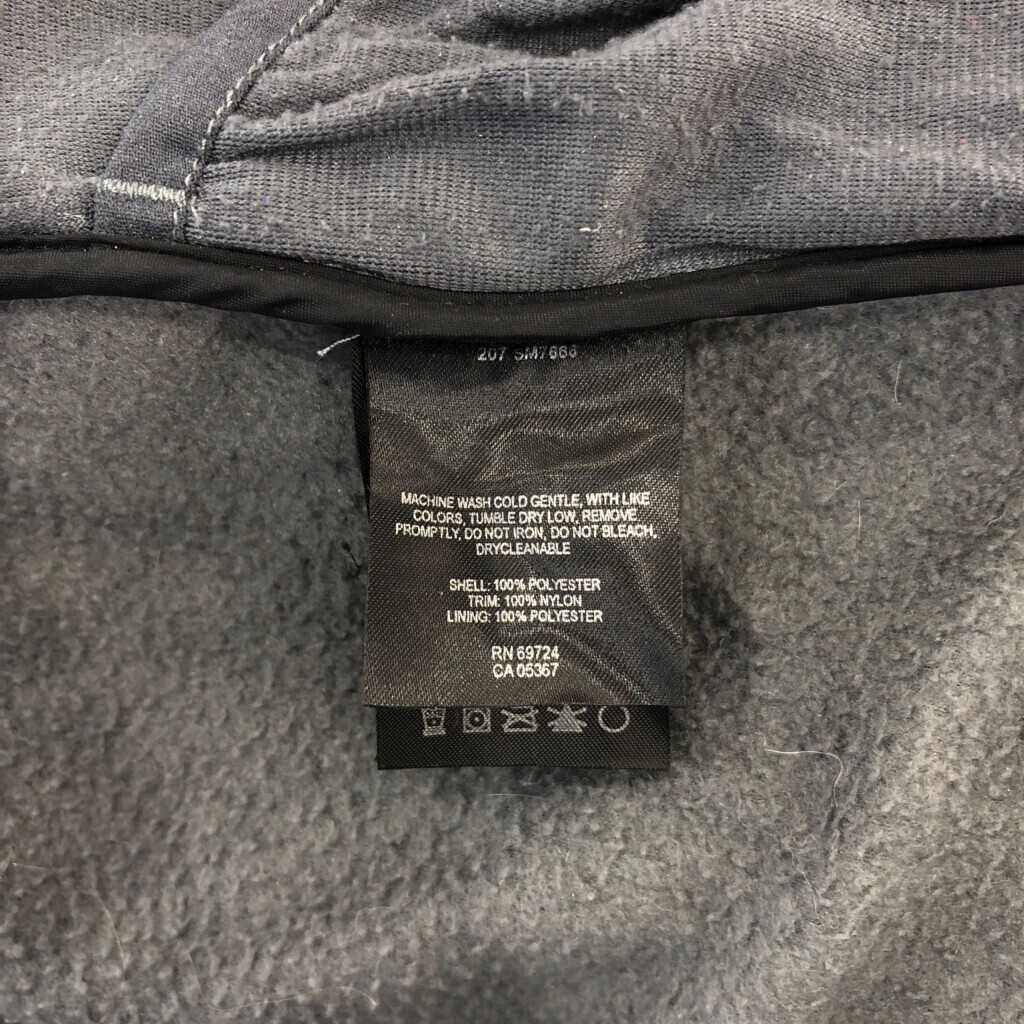 207 SM7668
MACHINE WASH COLD GENTLE, WITH LIKE
COLORS, TUMBLE DRY LOW, REMOVE
PROMPTLY, DO NOT IRON, DO NOT BLEACH,
DRYCLEANABLE
SHELL: 100% POLYESTER
TRIM: 100% NYLON
LINING: 100% POLYESTER
RN 69724
CA 05367